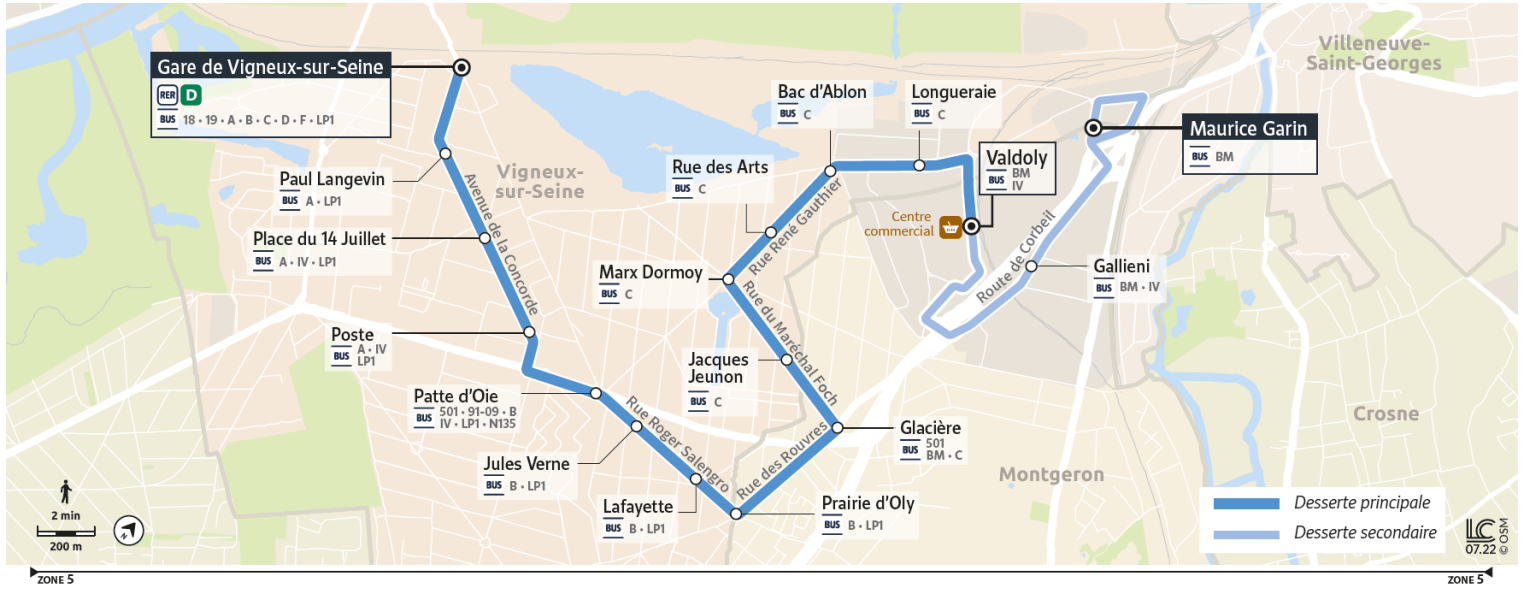 Villeneuve-
Saint-Georges
Gare de Vigneux-sur-Seine
RER D
BUS 18 • 19 • A • B • C • D • F • LP1
Bac d'Ablon
BUS C
Longueraie
BUS C
Maurice Garin
BUS BM
Paul Langevin
BUS A • LP1
Vigneux-
sur-Seine
Rue des Arts
BUS C
Valdoly
BUS BM
IV
Avenue de la Concorde
Rue René Gauthier
Centre
commercial
Place du 14 Juillet
BUS A • IV • LP1
Marx Dormoy
BUS C
Route de Corbeil
Gallieni
BUS BM • IV
Rue du Maréchal Foch
Poste
BUS A • IV
LP1
Jacques
Jeunon
BUS C
Patte d'Oie
BUS 501 • 91-09 • B
IV • LP1 • N135
Rue Roger Salengro
Rue des Rouvres
Glacière
BUS 501
BM • C
Crosne
Jules Verne
BUS B • LP1
Montgeron
Lafayette
BUS B • LP1
Prairie d'Oly
BUS B • LP1
Desserte principale
Desserte secondaire
2 min
200 m
N
LC
07.22
© OSM
ZONE 5
ZONE 5